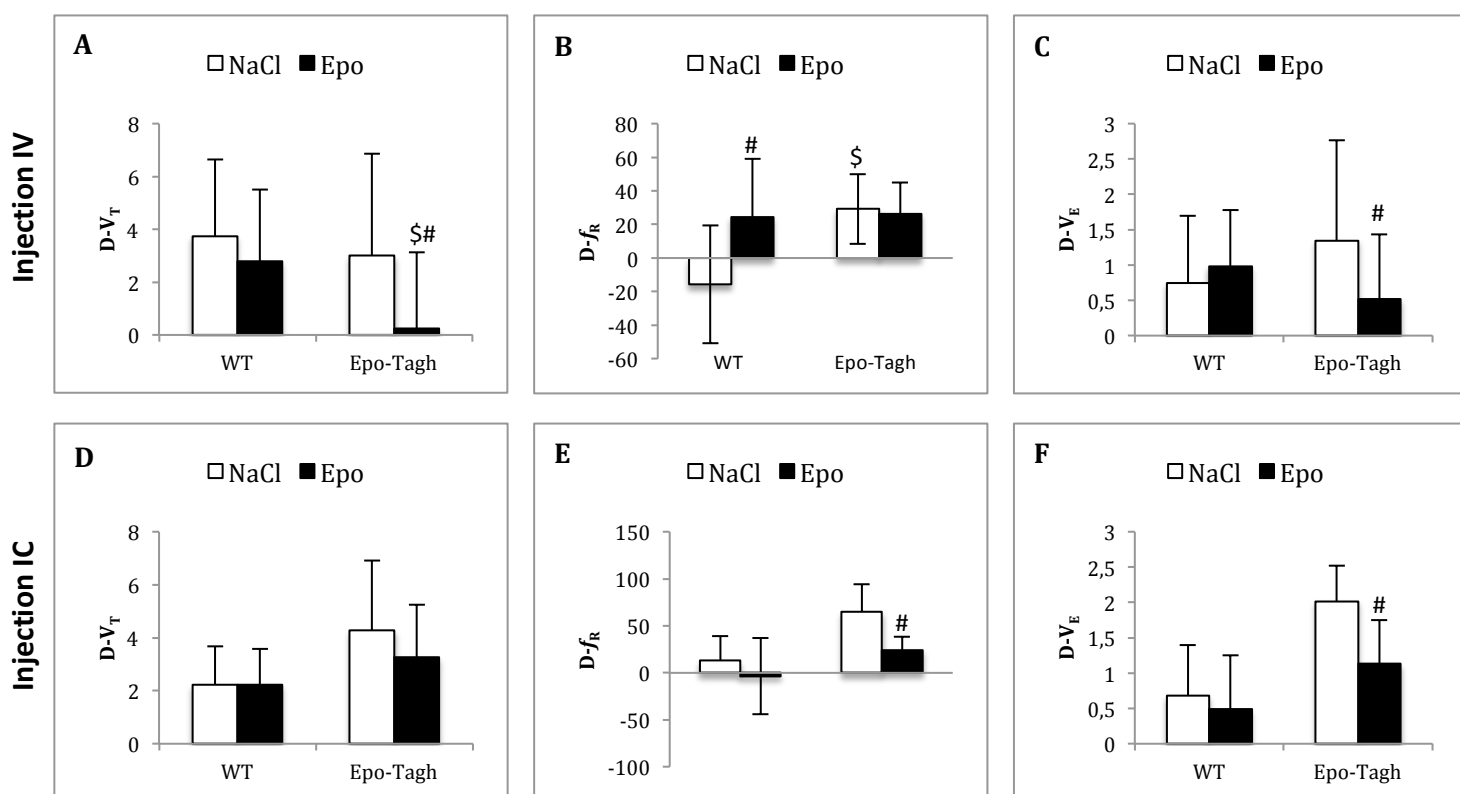 Injection IV
A
NaCl Epo
D-VT
8
6
4
2
0
$#
WT Epo-Tagh
B
NaCl Epo
D-fR
80
60
40
20
0
-20
-40
-60
#
$
WT Epo-Tagh
C
NaCl Epo
D-VE
3
2,5
2
1,5
1
0,5
0
#
WT Epo-Tagh
Injection IC
D
NaCl Epo
D-VT
8
6
4
2
0
WT Epo-Tagh
E
NaCl Epo
D-fR
150
100
50
0
-50
-100
#
F
NaCl Epo
D-VE
3
2,5
2
1,5
1
0,5
0
#
WT Epo-Tagh